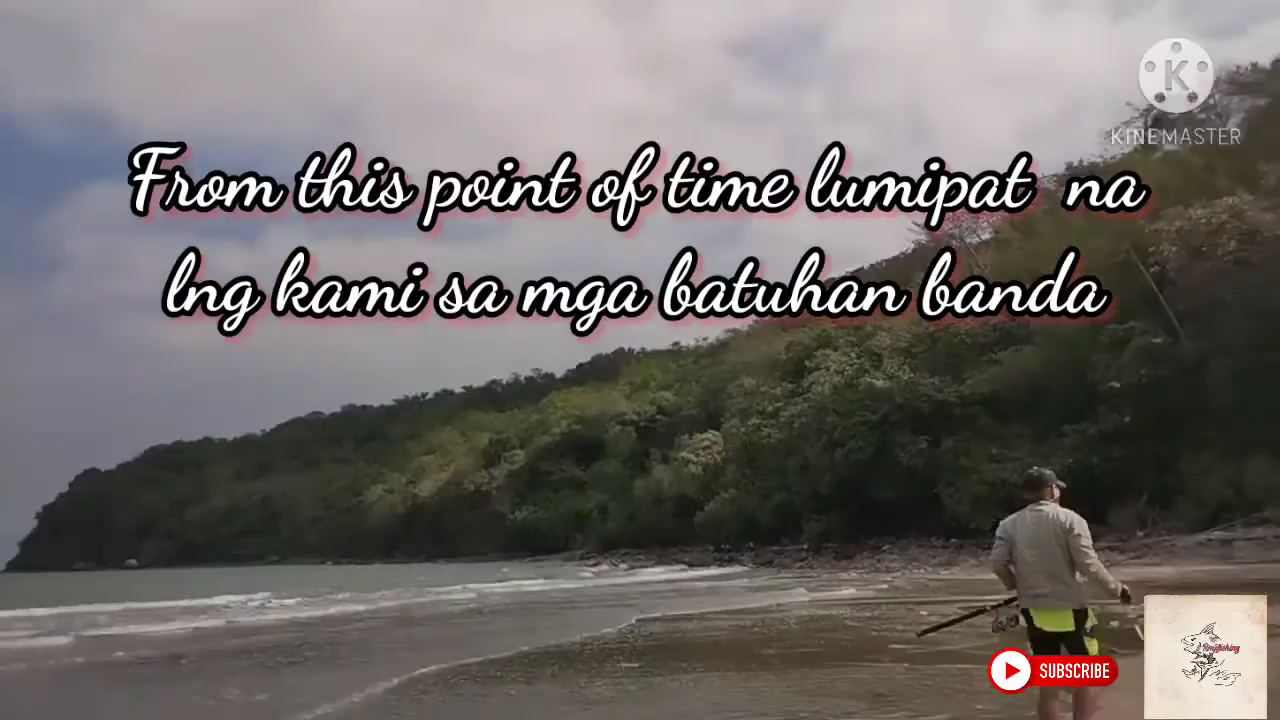 KINEMASTER
From this point of time lumipat na
lng kami sa mga batuhan banda
SUBSCRIBE